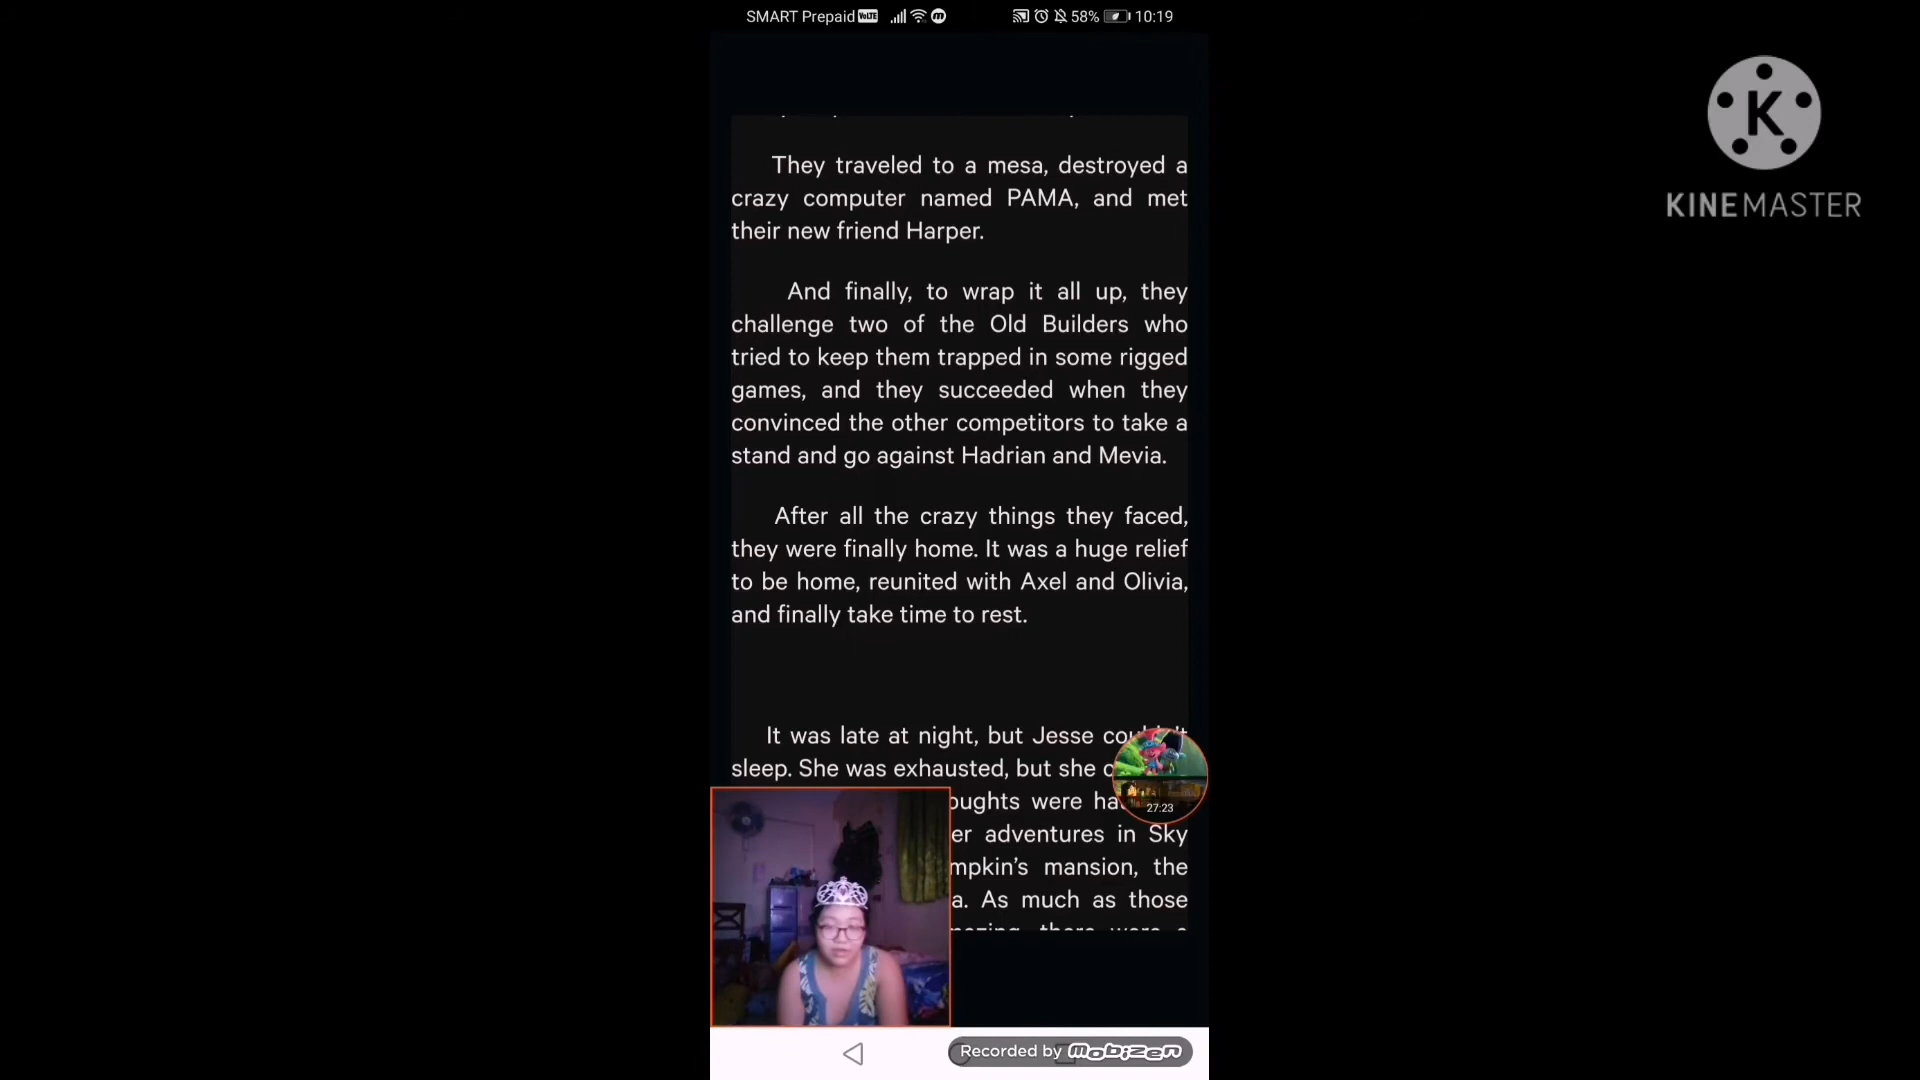 SMART Prepaid VoLTE 58% 10:19
K
KINEMASTER
They traveled to a mesa, destroyed a
crazy computer named PAMA, and met
their new friend Harper.
And finally, to wrap it all up, they
challenge two of the Old Builders who
tried to keep them trapped in some rigged
games, and they succeeded when they
convinced the other competitors to take a
stand and go against Hadrian and Mevia.
After all the crazy things they faced,
they were finally home. It was a huge relief
to be home, reunited with Axel and Olivia,
and finally take time to rest.
It was late at night, but Jesse
sleep. She was exhausted, but she
were
27:23
adventures in Sky
mansion, the
As much as those
there were a
Recorded by mobizen